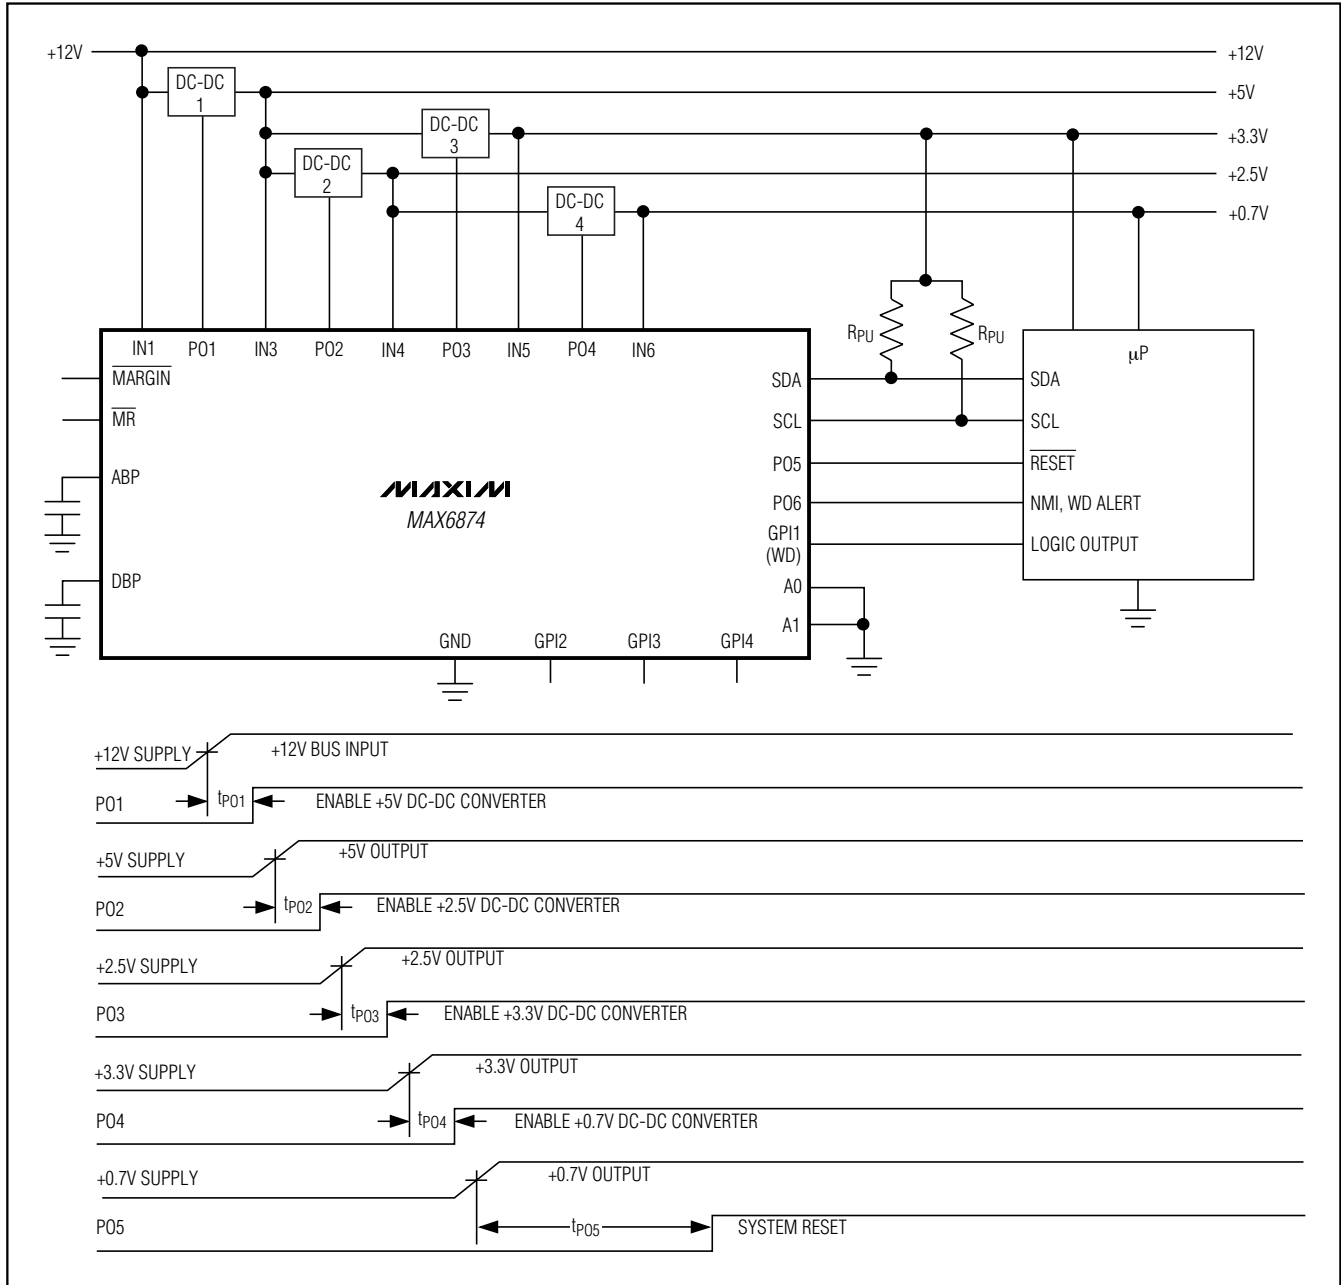 +12V
+12V
DC-DC
1
+5V
DC-DC
3
+3.3V
DC-DC
2
+2.5V
DC-DC
4
+0.7V
RPU
RPU
IN1 PO1 IN3 PO2 IN4 PO3 IN5 PO4 IN6
μP
MARGIN
SDA
SDA
MR
SCL
SCL
ABP
PO5
RESET
MAXIM
MAX6874
PO6
NMI, WD ALERT
GPI1
(WD)
LOGIC OUTPUT
DBP
A0
A1
GND GPI2 GPI3 GPI4
+12V SUPPLY
+12V BUS INPUT
PO1
tPO1
ENABLE +5V DC-DC CONVERTER
+5V SUPPLY
+5V OUTPUT
PO2
tPO2
ENABLE +2.5V DC-DC CONVERTER
+2.5V SUPPLY
+2.5V OUTPUT
PO3
tPO3
ENABLE +3.3V DC-DC CONVERTER
+3.3V SUPPLY
+3.3V OUTPUT
PO4
tPO4
ENABLE +0.7V DC-DC CONVERTER
+0.7V SUPPLY
+0.7V OUTPUT
PO5
tPO5
SYSTEM RESET